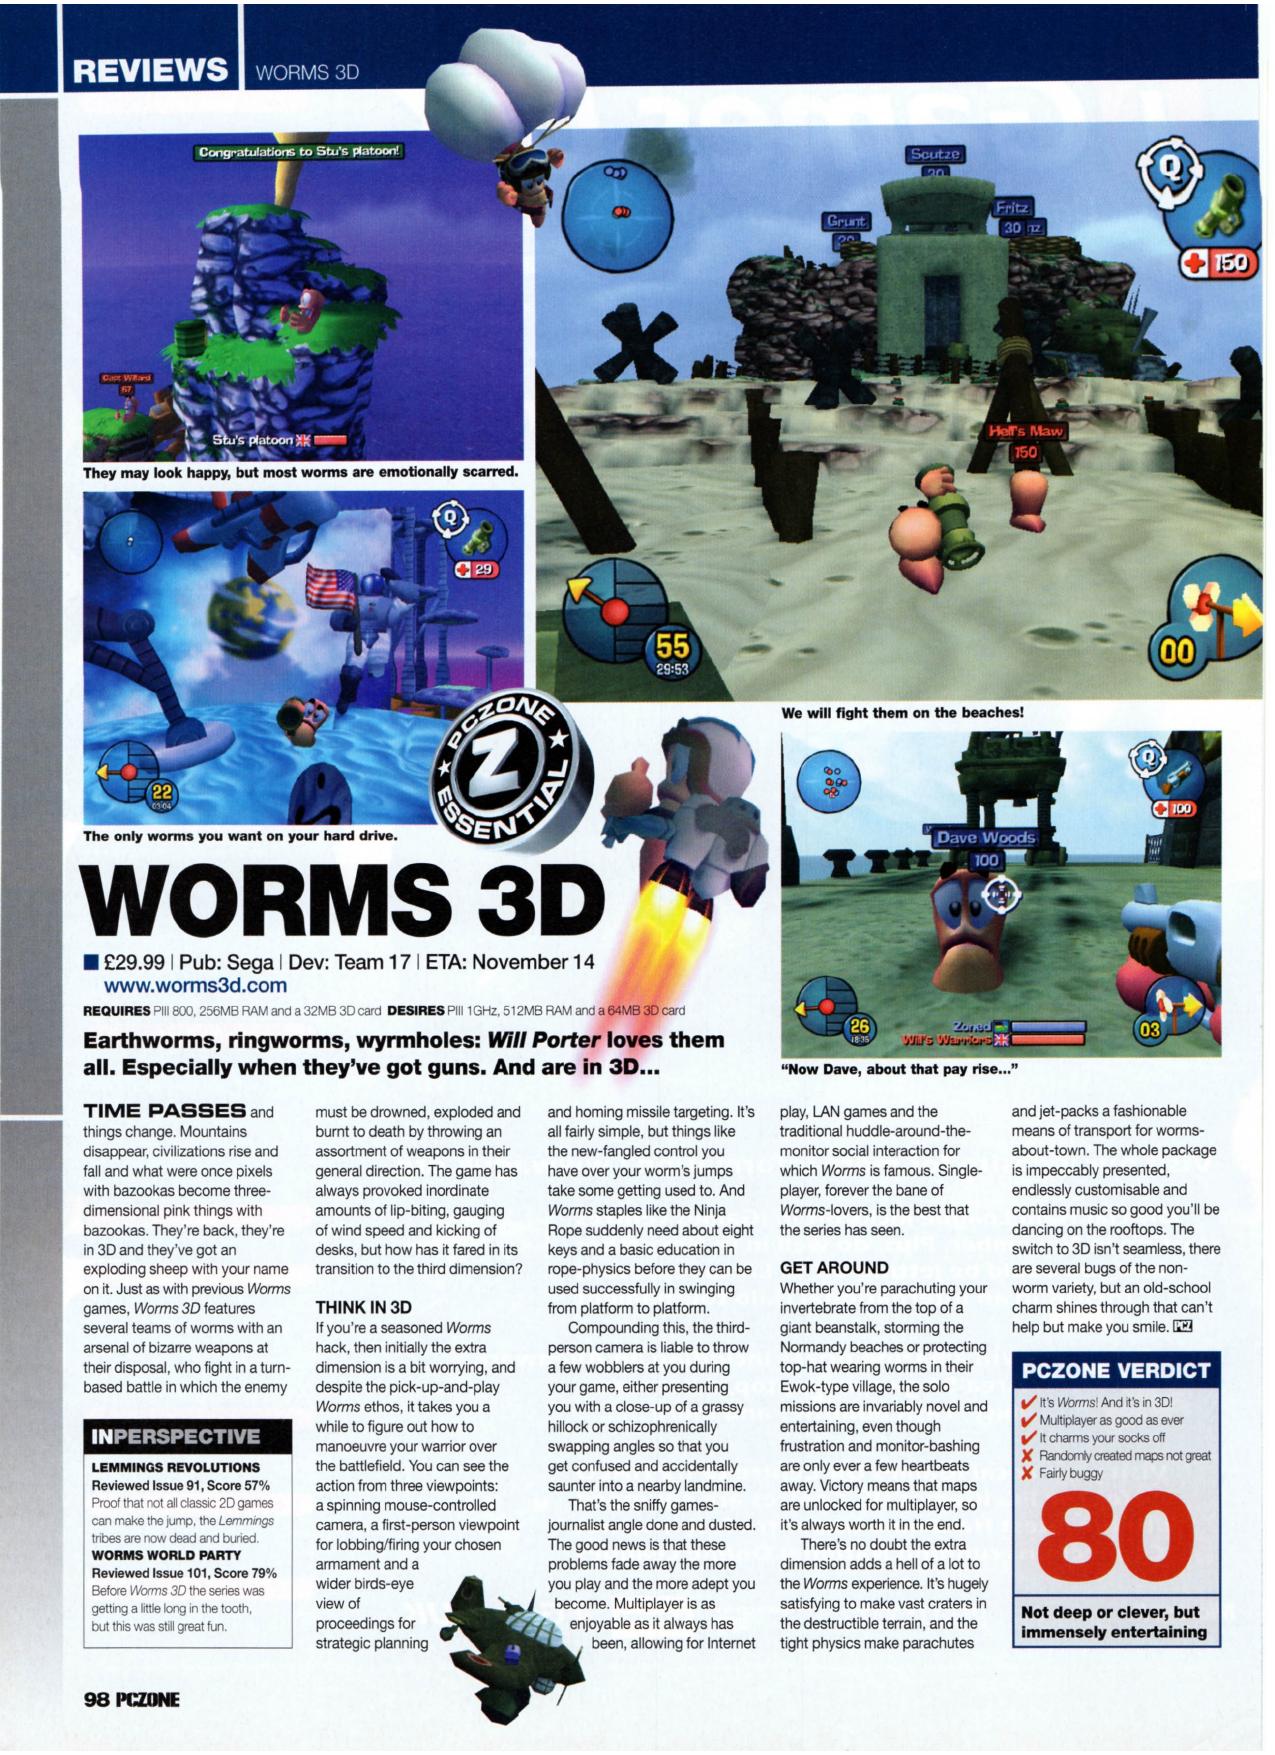 REVIEWS
WORMS 3D
Congratulations to Stu's platoon!
Capt Willard
67
Stu's platoon
They may look happy, but most worms are emotionally scarred.
Scutze
30
Grunt
Fritz
30
Q
150
Hell's Maw
150
55
29:53
00
We will fight them on the beaches!
Q
29
22
03:04
The only worms you want on your hard drive.
PCZONE
Z
ESSENTIAL
Q
100
Dave Woods
100
26
18:35
Zoned
Will's Warriors
03
"Now Dave, about that pay rise..."
WORMS 3D
£29.99 | Pub: Sega | Dev: Team 17 | ETA: November 14
www.worms3d.com
REQUIRES PIII 800, 256MB RAM and a 32MB 3D card DESIRES PIII 1GHz, 512MB RAM and a 64MB 3D card
Earthworms, ringworms, wyrmholes: Will Porter loves them
all. Especially when they've got guns. And are in 3D...
TIME PASSES and
things change. Mountains
disappear, civilizations rise and
fall and what were once pixels
with bazookas become three-
dimensional pink things with
bazookas. They're back, they're
in 3D and they've got an
exploding sheep with your name
on it. Just as with previous Worms
games, Worms 3D features
several teams of worms with an
arsenal of bizarre weapons at
their disposal, who fight in a turn-
based battle in which the enemy
must be drowned, exploded and
burnt to death by throwing an
assortment of weapons in their
general direction. The game has
always provoked inordinate
amounts of lip-biting, gauging
of wind speed and kicking of
desks, but how has it fared in its
transition to the third dimension?
THINK IN 3D
If you're a seasoned Worms
hack, then initially the extra
dimension is a bit worrying, and
despite the pick-up-and-play
Worms ethos, it takes you a
while to figure out how to
manoeuvre your warrior over
the battlefield. You can see the
action from three viewpoints:
a spinning mouse-controlled
camera, a first-person viewpoint
for lobbing/firing your chosen
armament and a
wider birds-eye
view of
proceedings for
strategic planning
and homing missile targeting. It's
all fairly simple, but things like
the new-fangled control you
have over your worm's jumps
take some getting used to. And
Worms staples like the Ninja
Rope suddenly need about eight
keys and a basic education in
rope-physics before they can be
used successfully in swinging
from platform to platform.
Compounding this, the third-
person camera is liable to throw
a few wobblers at you during
your game, either presenting
you with a close-up of a grassy
hillock or schizophrenically
swapping angles so that you
get confused and accidentally
saunter into a nearby landmine.
That's the sniffy games-
journalist angle done and dusted.
The good news is that these
problems fade away the more
you play and the more adept you
become. Multiplayer is as
enjoyable as it always has
been, allowing for Internet
play, LAN games and the
traditional huddle-around-the-
monitor social interaction for
which Worms is famous. Single-
player, forever the bane of
Worms-lovers, is the best that
the series has seen.
GET AROUND
Whether you're parachuting your
invertebrate from the top of a
giant beanstalk, storming the
Normandy beaches or protecting
top-hat wearing worms in their
Ewok-type village, the solo
missions are invariably novel and
entertaining, even though
frustration and monitor-bashing
are only ever a few heartbeats
away. Victory means that maps
are unlocked for multiplayer, so
it's always worth it in the end.
There's no doubt the extra
dimension adds a hell of a lot to
the Worms experience. It's hugely
satisfying to make vast craters in
the destructible terrain, and the
tight physics make parachutes
and jet-packs a fashionable
means of transport for worms-
about-town. The whole package
is impeccably presented,
endlessly customisable and
contains music so good you'll be
dancing on the rooftops. The
switch to 3D isn't seamless, there
are several bugs of the non-
worm variety, but an old-school
charm shines through that can't
help but make you smile. PCZ
INPERSPECTIVE
LEMMINGS REVOLUTIONS
Reviewed Issue 91, Score 57%
Proof that not all classic 2D games
can make the jump, the Lemmings
tribes are now dead and buried.
WORMS WORLD PARTY
Reviewed Issue 101, Score 79%
Before Worms 3D the series was
getting a little long in the tooth,
but this was still great fun.
PCZONE VERDICT
✓ It's Worms! And it's in 3D!
✓ Multiplayer as good as ever
✓ It charms your socks off
✗ Randomly created maps not great
✗ Fairly buggy
80
Not deep or clever, but
immensely entertaining
98 PCZONE